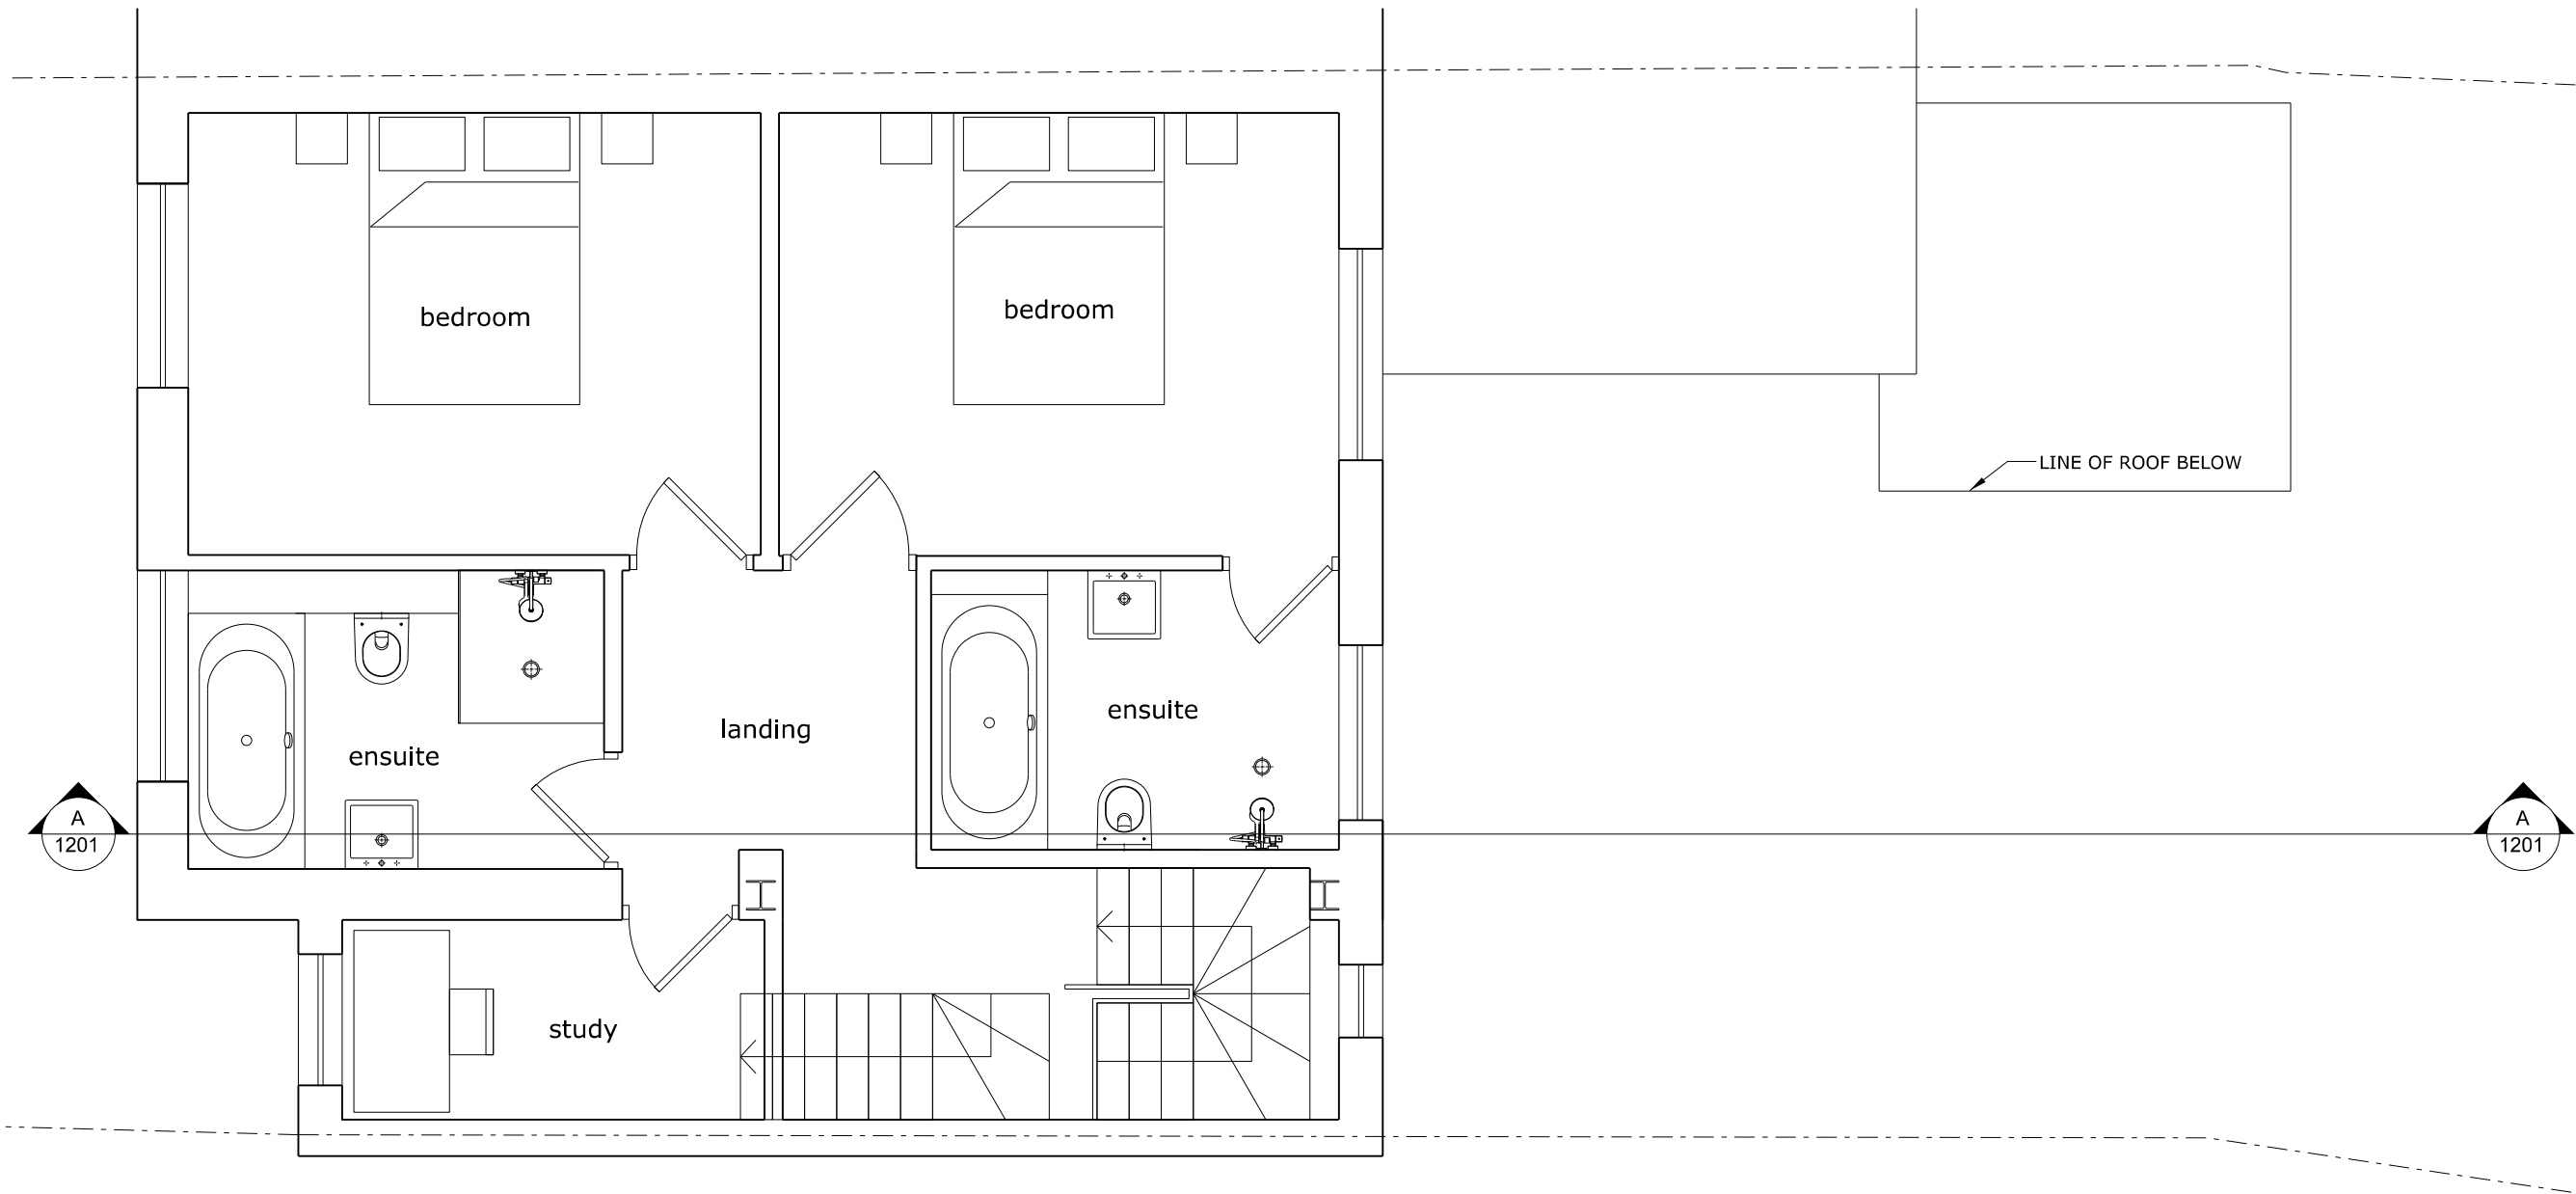 bedroom
bedroom
LINE OF ROOF BELOW
ensuite
landing
ensuite
A
1201
A
1201
study